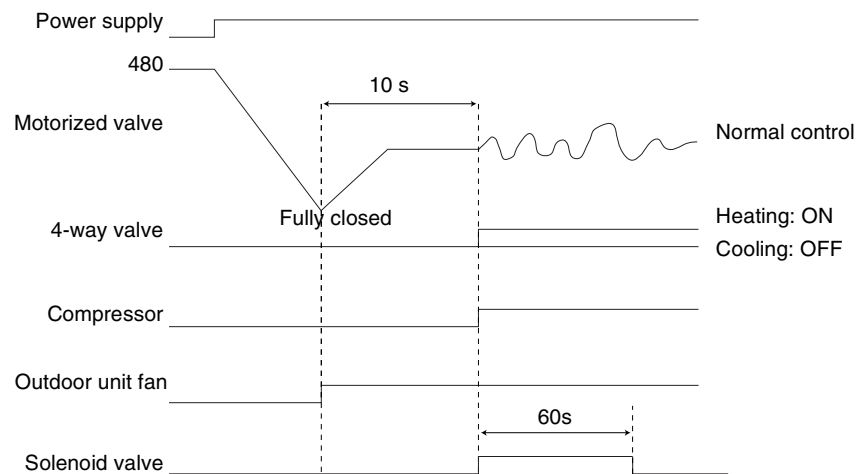 Power supply
480
10 s
Motorized valve
Normal control
Fully closed
Heating: ON
4-way valve
Cooling: OFF
Compressor
Outdoor unit fan
60s
Solenoid valve